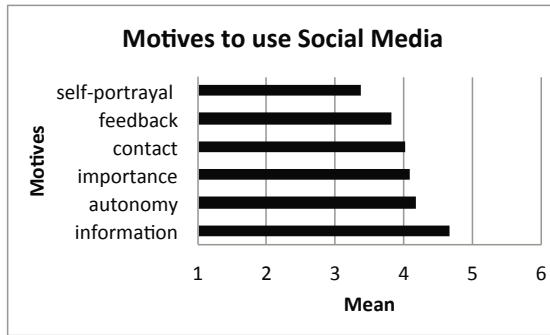 Motives to use Social Media
Motives
self-portrayal
feedback
contact
importance
autonomy
information
1 2 3 4 5 6
Mean